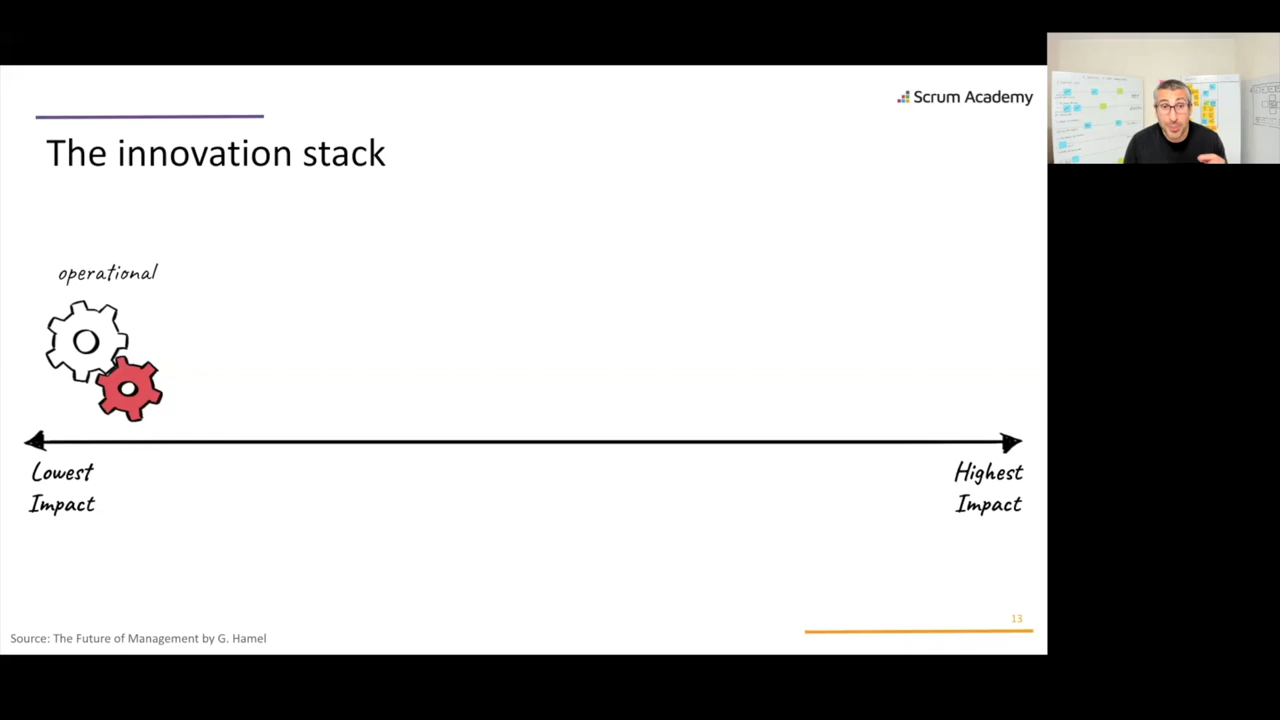 Scrum Academy
The innovation stack
operational
Lowest
Impact
Highest
Impact
13
Source: The Future of Management by G. Hamel